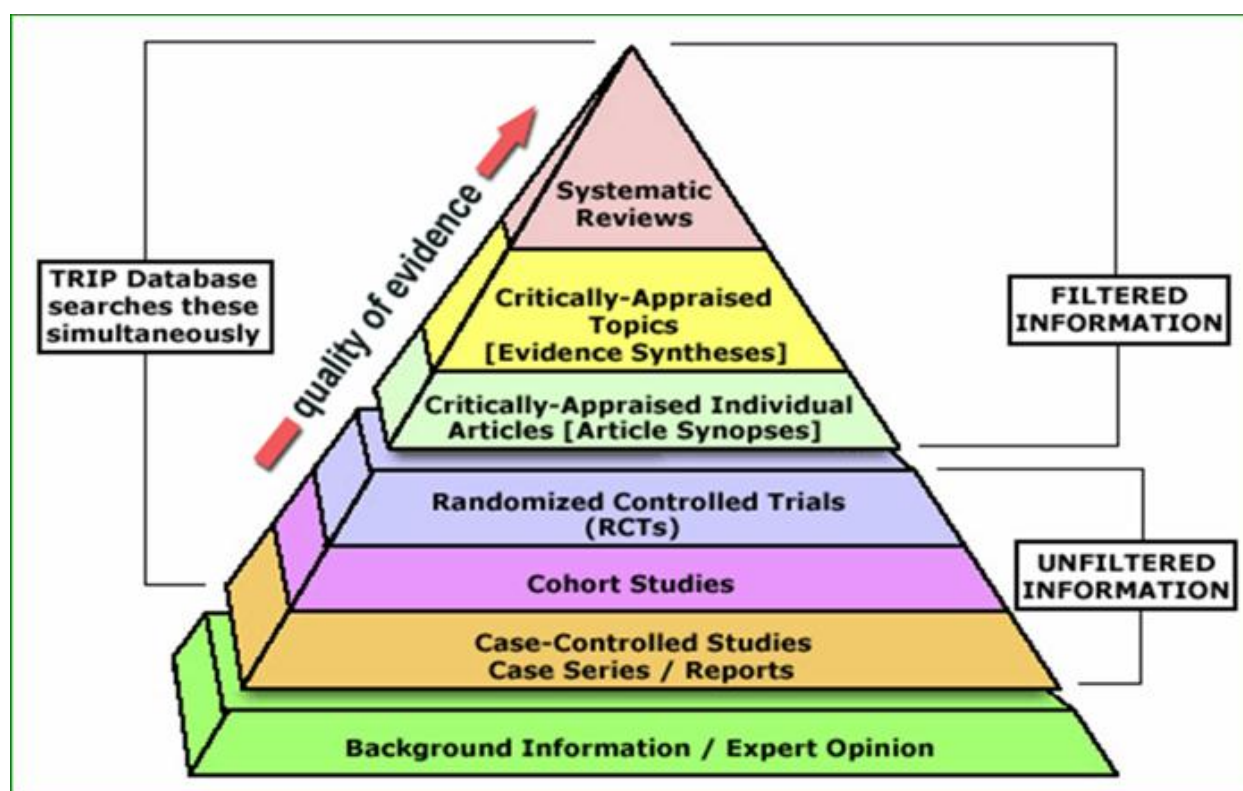 Systematic
Reviews
Critically-Appraised
Topics
[Evidence Syntheses]
Critically-Appraised Individual
Articles [Article Synopses]
Randomized Controlled Trials
(RCTs)
Cohort Studies
Case-Controlled Studies
Case Series / Reports
Background Information / Expert Opinion
quality of evidence
TRIP Database
searches these
simultaneously
FILTERED
INFORMATION
UNFILTERED
INFORMATION